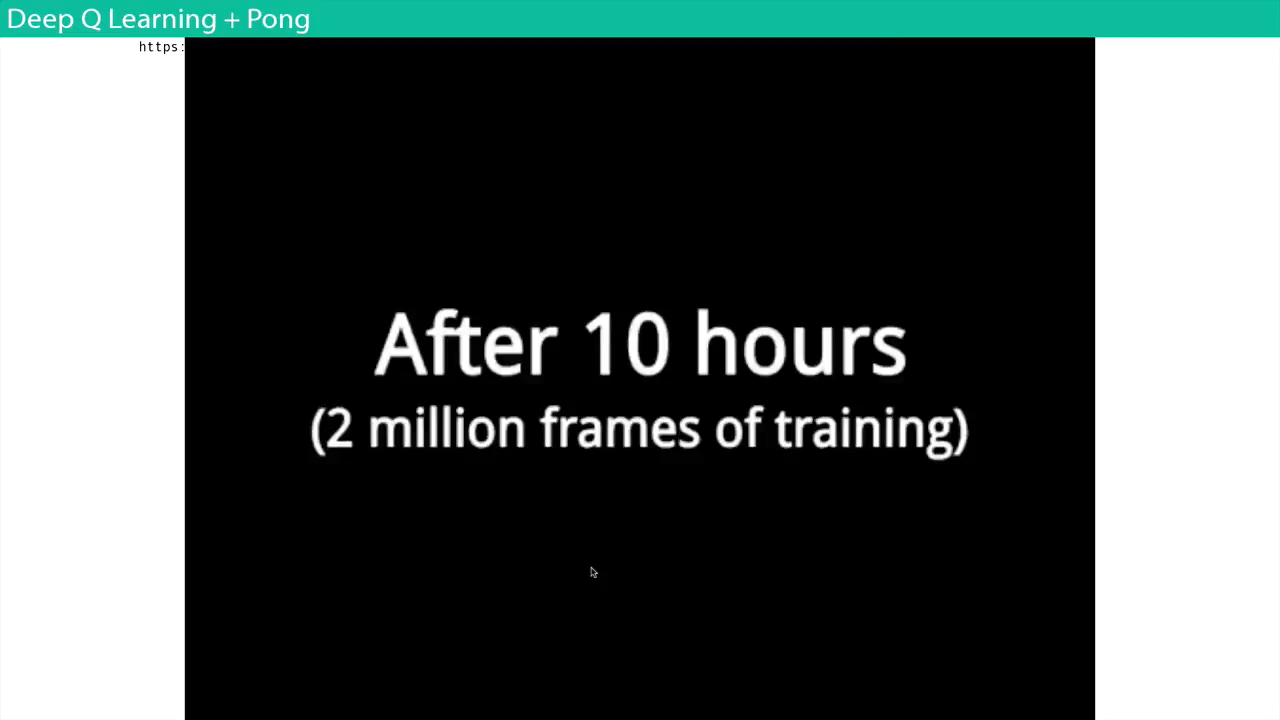 Deep Q Learning + Pong
https:
After 10 hours
(2 million frames of training)